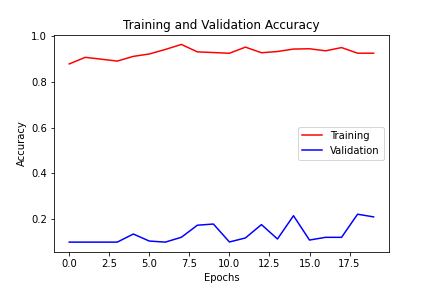 Training and Validation Accuracy
1.0
0.8
0.6
0.4
0.2
Accuracy
Training
Validation
0.0 2.5 5.0 7.5 10.0 12.5 15.0 17.5
Epochs